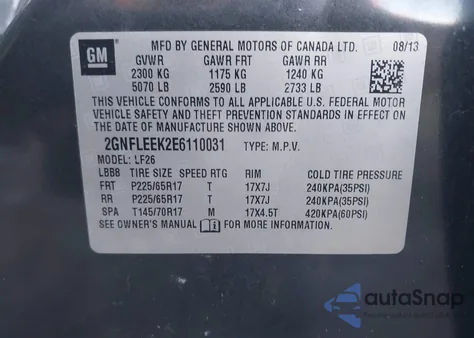 GM
MFD BY GENERAL MOTORS OF CANADA LTD. 08/13
GVWR GAWR FRT GAWR RR
2300 KG 1175 KG 1240 KG
5070 LB 2590 LB 2733 LB
THIS VEHICLE CONFORMS TO ALL APPLICABLE U.S. FEDERAL MOTOR
VEHICLE SAFETY AND THEFT PREVENTION STANDARDS IN EFFECT ON
THE DATE OF MANUFACTURE SHOWN ABOVE.
2GNFLEEK2E6110031 TYPE: M.P.V.
MODEL: LF26
LBBB TIRE SIZE SPEED RTG RIM COLD TIRE PRESSURE
FRT P225/65R17 T 17X7J 240KPA(35PSI)
RR P225/65R17 T 17X7J 240KPA(35PSI)
SPA T145/70R17 M 17X4.5T 420KPA(60PSI)
SEE OWNER'S MANUAL i FOR MORE INFORMATION.
autoSnap